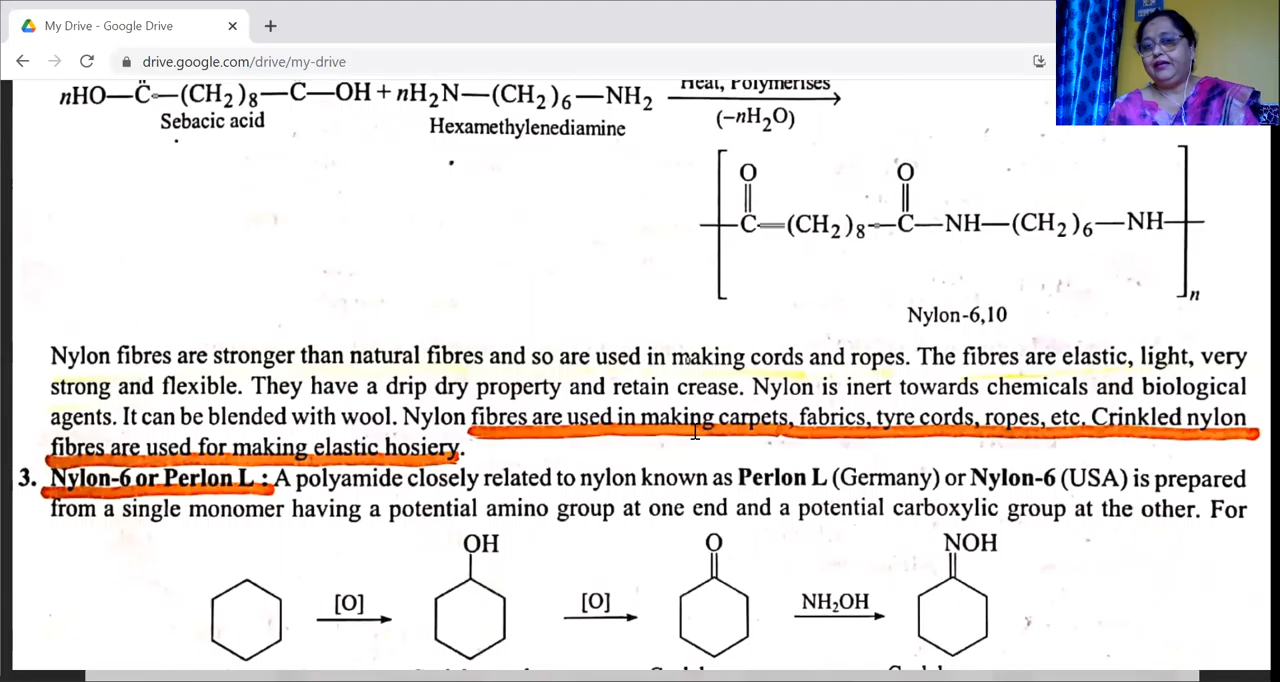 My Drive - Google Drive
drive.google.com/drive/my-drive
nHO—C—(CH2)8—C—OH + nH2N—(CH2)6—NH2
Heat, Polymerises
(−nH2O)
Sebacic acid
Hexamethylenediamine
O O
C—(CH2)8—C—NH—(CH2)6—NH
n
Nylon-6,10
Nylon fibres are stronger than natural fibres and so are used in making cords and ropes. The fibres are elastic, light, very
strong and flexible. They have a drip dry property and retain crease. Nylon is inert towards chemicals and biological
agents. It can be blended with wool. Nylon fibres are used in making carpets, fabrics, tyre cords, ropes, etc. Crinkled nylon
fibres are used for making elastic hosiery.
3. Nylon-6 or Perlon L : A polyamide closely related to nylon known as Perlon L (Germany) or Nylon-6 (USA) is prepared
from a single monomer having a potential amino group at one end and a potential carboxylic group at the other. For
OH O NOH
[O] [O] NH2OH